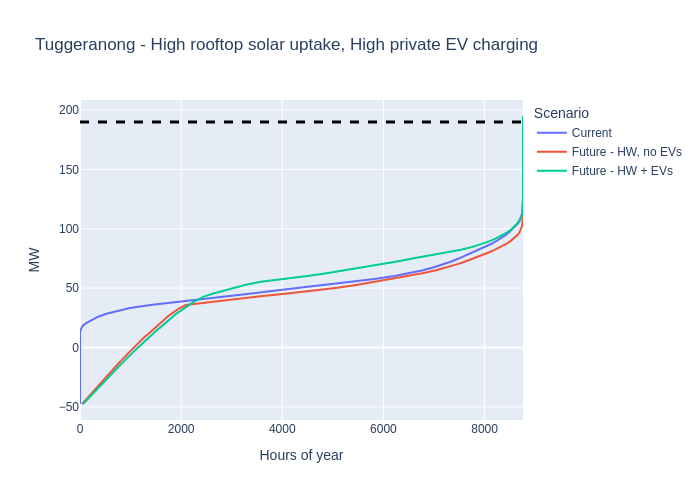 Tuggeranong - High rooftop solar uptake, High private EV charging
Scenario
Current
Future - HW, no EVs
Future - HW + EVs
MW
200
150
100
50
0
−50
0
2000
4000
6000
8000
Hours of year